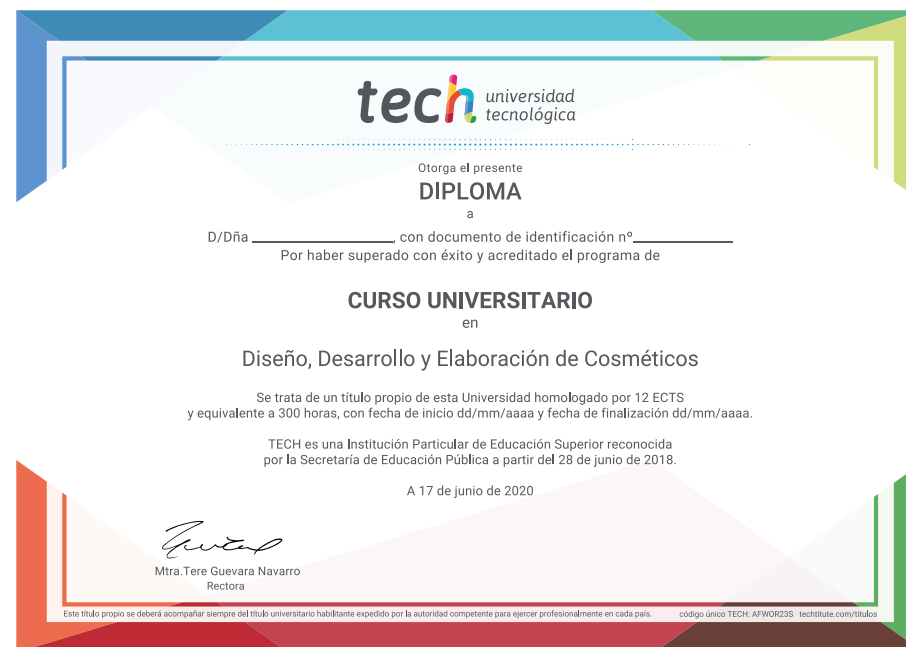 tech universidad
tecnológica
Otorga el presente
DIPLOMA
a
D/Dña ____________________, con documento de identificación nº______________
Por haber superado con éxito y acreditado el programa de
CURSO UNIVERSITARIO
en
Diseño, Desarrollo y Elaboración de Cosméticos
Se trata de un título propio de esta Universidad homologado por 12 ECTS
y equivalente a 300 horas, con fecha de inicio dd/mm/aaaa y fecha de finalización dd/mm/aaaa.
TECH es una Institución Particular de Educación Superior reconocida
por la Secretaría de Educación Pública a partir del 28 de junio de 2018.
A 17 de junio de 2020
Mtra.Tere Guevara Navarro
Rectora
Este título propio se deberá acompañar siempre del título universitario habilitante expedido por la autoridad competente para ejercer profesionalmente en cada país. código único TECH: AFWOR23S techtitute.com/titulos